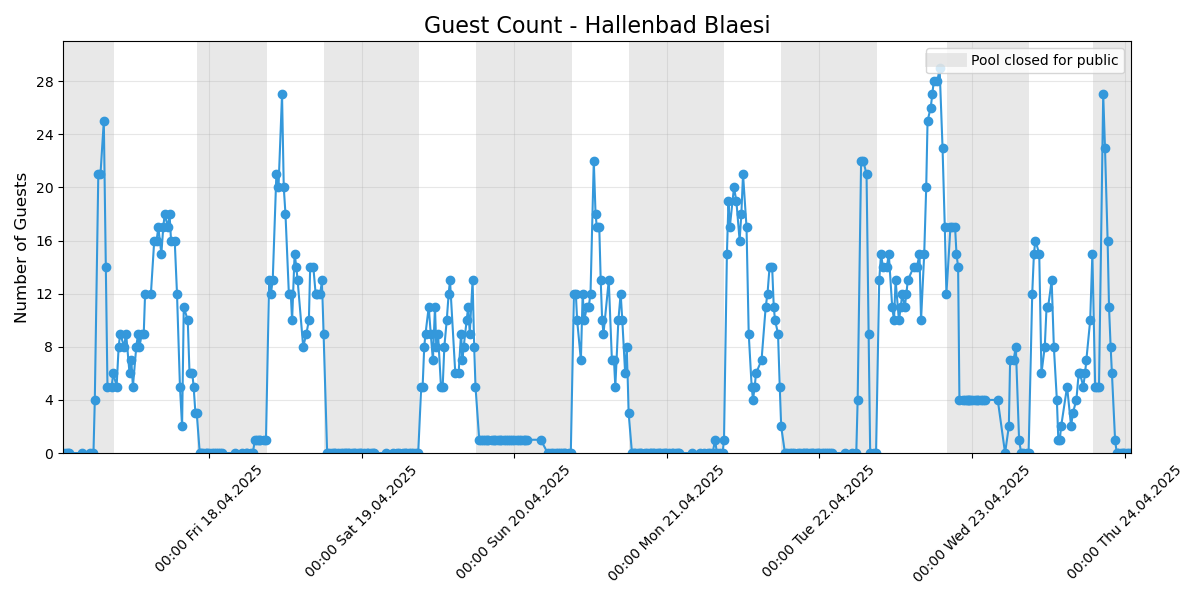 Guest Count - Hallenbad Blaesi
Pool closed for public
Number of Guests
28
24
20
16
12
8
4
0
00:00 Fri 18.04.2025
00:00 Sat 19.04.2025
00:00 Sun 20.04.2025
00:00 Mon 21.04.2025
00:00 Tue 22.04.2025
00:00 Wed 23.04.2025
00:00 Thu 24.04.2025